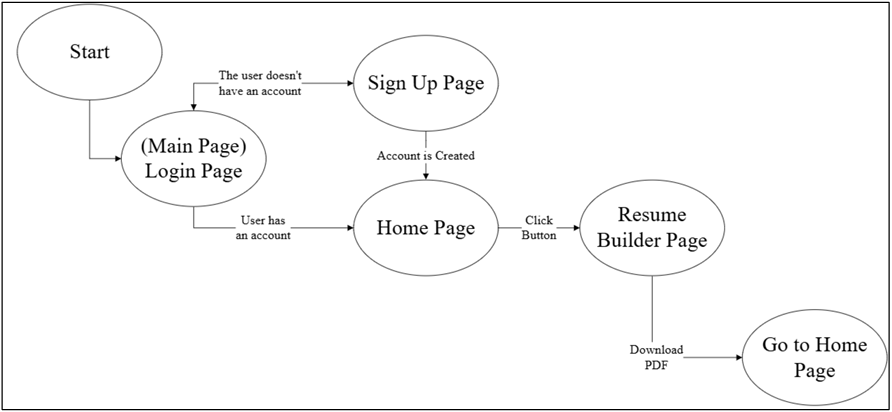 Start
The user doesn't
have an account
Sign Up Page
(Main Page)
Login Page
Account is Created
User has
an account
Home Page
Click
Button
Resume
Builder Page
Download
PDF
Go to Home
Page